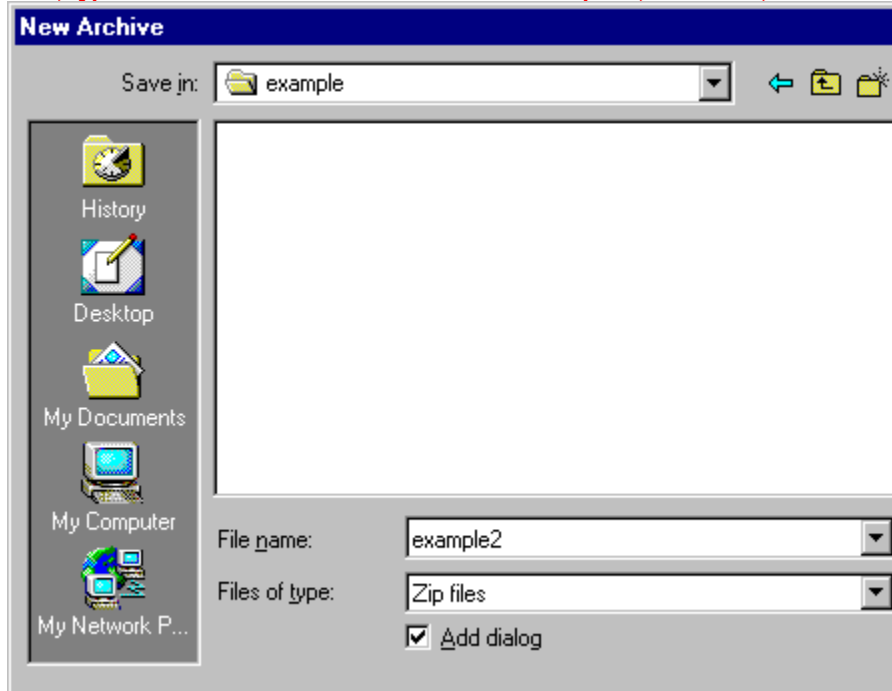 New Archive
Save in:
example
History
Desktop
My Documents
My Computer
My Network P...
File name:
example2
Files of type:
Zip files
Add dialog